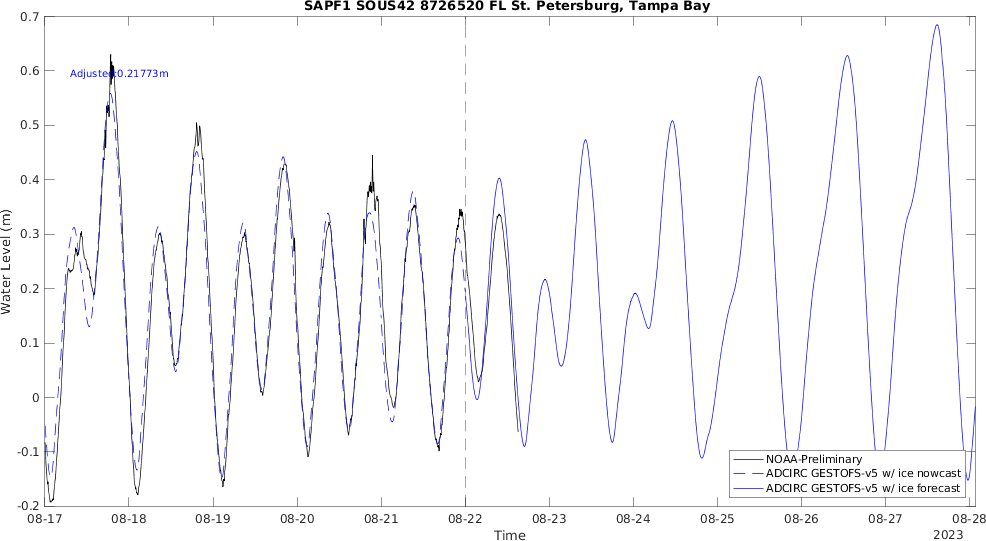 SAPF1 SOUS42 8726520 FL St. Petersburg, Tampa Bay
0.7
0.6
0.5
0.4
0.3
0.2
0.1
0
-0.1
-0.2
Water Level (m)
Adjusted:0.21773m
NOAA-Preliminary
ADCIRC GESTOFS-v5 w/ ice nowcast
ADCIRC GESTOFS-v5 w/ ice forecast
08-17 08-18 08-19 08-20 08-21 08-22 08-23 08-24 08-25 08-26 08-27 08-28
Time
2023